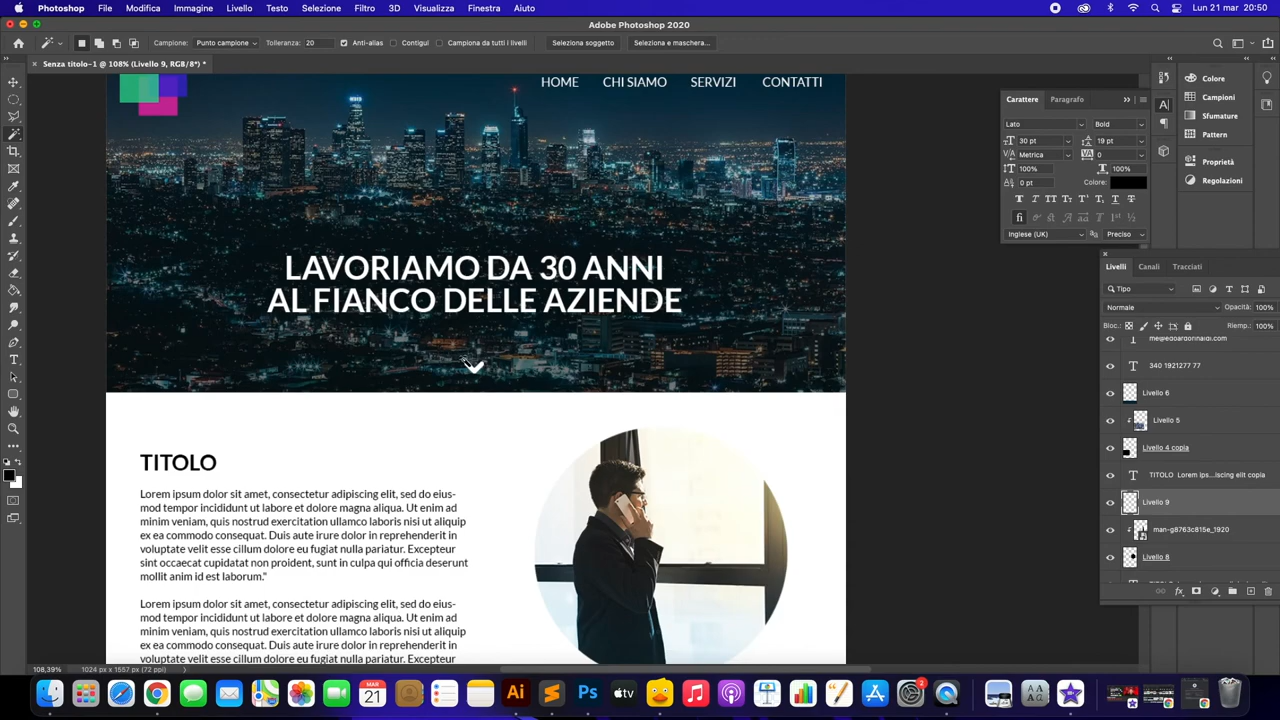 Photoshop File Modifica Immagine Livello Testo Selezione Filtro 3D Visualizza Finestra Aiuto Lun 21 mar 20:50
Adobe Photoshop 2020
Campione: Punto campione Tolleranza: 20 Anti-alias Contigui Campiona da tutti i livelli Seleziona soggetto Seleziona e maschera...
Senza titolo-1 @ 108% (Livello 9, RGB/8*) *
HOME CHI SIAMO SERVIZI CONTATTI
LAVORIAMO DA 30 ANNI
AL FIANCO DELLE AZIENDE
TITOLO
Lorem ipsum dolor sit amet, consectetur adipiscing elit, sed do eius-
mod tempor incididunt ut labore et dolore magna aliqua. Ut enim ad
minim veniam, quis nostrud exercitation ullamco laboris nisi ut aliquip
ex ea commodo consequat. Duis aute irure dolor in reprehenderit in
voluptate velit esse cillum dolore eu fugiat nulla pariatur. Excepteur
sint occaecat cupidatat non proident, sunt in culpa qui officia deserunt
mollit anim id est laborum."
Lorem ipsum dolor sit amet, consectetur adipiscing elit, sed do eius-
mod tempor incididunt ut labore et dolore magna aliqua. Ut enim ad
minim veniam, quis nostrud exercitation ullamco laboris nisi ut aliquip
ex ea commodo consequat. Duis aute irure dolor in reprehenderit in
voluptate velit esse cillum dolore eu fugiat nulla pariatur. Excepteur
108,39% 1024 px x 1557 px (72 ppi)
Carattere Paragrafo
Lato Bold
30 pt 19 pt
Metrica 0
100% 100%
0 pt Colore:
Inglese (UK) Preciso
Colore
Campioni
Sfumature
Pattern
Proprietà
Regolazioni
Livelli Canali Tracciati
Tipo
Normale Opacità: 100%
Bloc.: Riemp.: 100%
340 1921277 77
Livello 6
Livello 5
Livello 4 copia
TITOLO Lorem ips...iscing elit copia
Livello 9
man-g8763c815e_1920
Livello 8